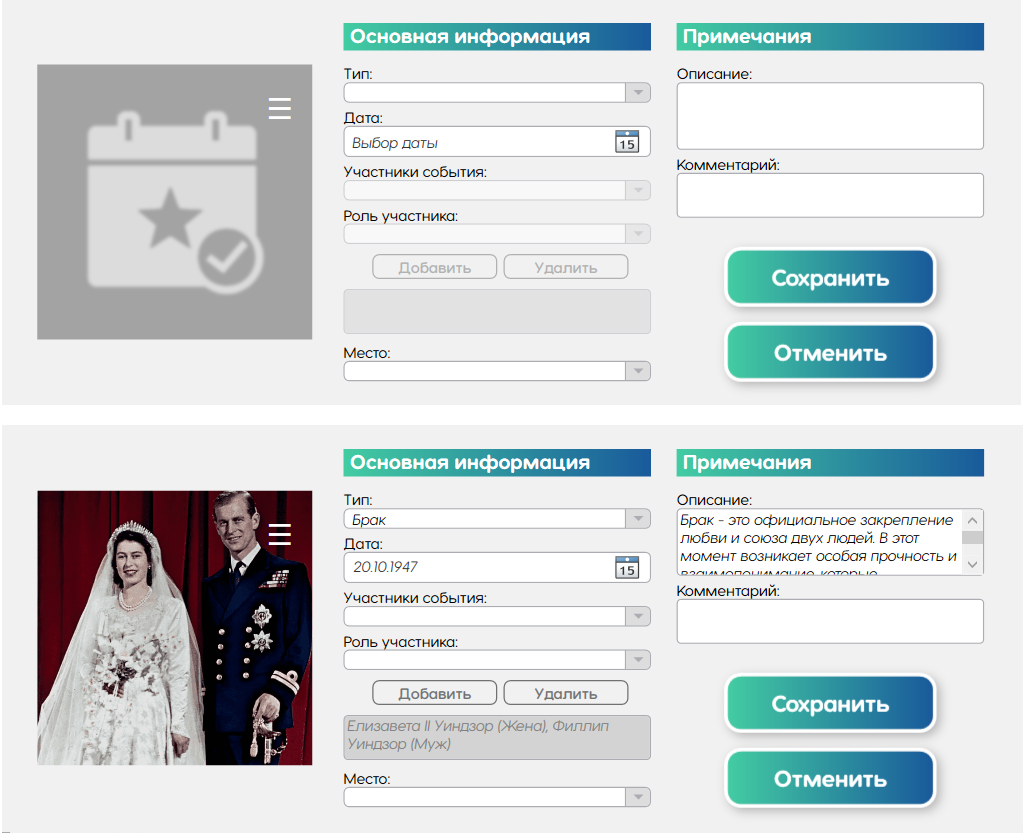 Основная информация
Тип:
Дата:
Выбор даты
15
Участники события:
Роль участника:
Добавить
Удалить
Место:
Примечания
Описание:
Комментарий:
Сохранить
Отменить
Основная информация
Тип:
Брак
Дата:
20.10.1947
15
Участники события:
Роль участника:
Добавить
Удалить
Елизавета II Уиндзор (Жена), Филлип
Уиндзор (Муж)
Место:
Примечания
Описание:
Брак - это официальное закрепление
любви и союза двух людей. В этот
момент возникает особая прочность и
взаимопонимание, которые
Комментарий:
Сохранить
Отменить